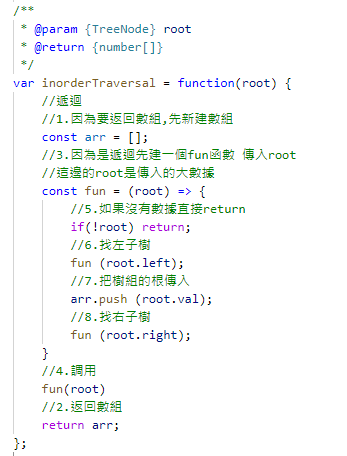 /**
 * @param {TreeNode} root
 * @return {number[]}
 */
var inorderTraversal = function(root) {
    //遞迴
    //1.因為要返回數組,先新建數組
    const arr = [];
    //3.因為是遞迴先建一個fun函數 傳入root
    //這邊的root是傳入的大數據
    const fun = (root) => {
        //5.如果沒有數據直接return
        if(!root) return;
        //6.找左子樹
        fun (root.left);
        //7.把樹組的根傳入
        arr.push (root.val);
        //8.找右子樹
        fun (root.right);
    }
    //4.調用
    fun(root)
    //2.返回數組
    return arr;
};